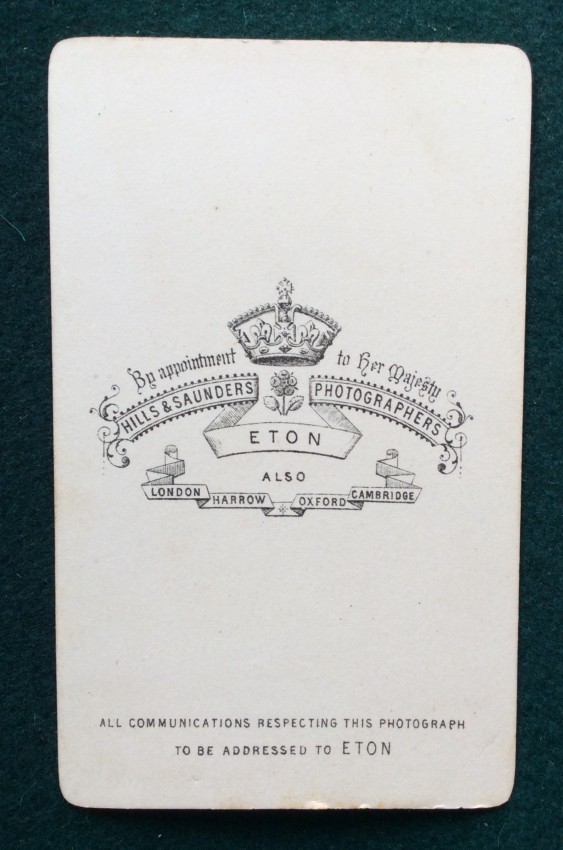 By appointment to Her Majesty
HILLS & SAUNDERS PHOTOGRAPHERS
ETON
ALSO
LONDON HARROW OXFORD CAMBRIDGE
ALL COMMUNICATIONS RESPECTING THIS PHOTOGRAPH
TO BE ADDRESSED TO ETON